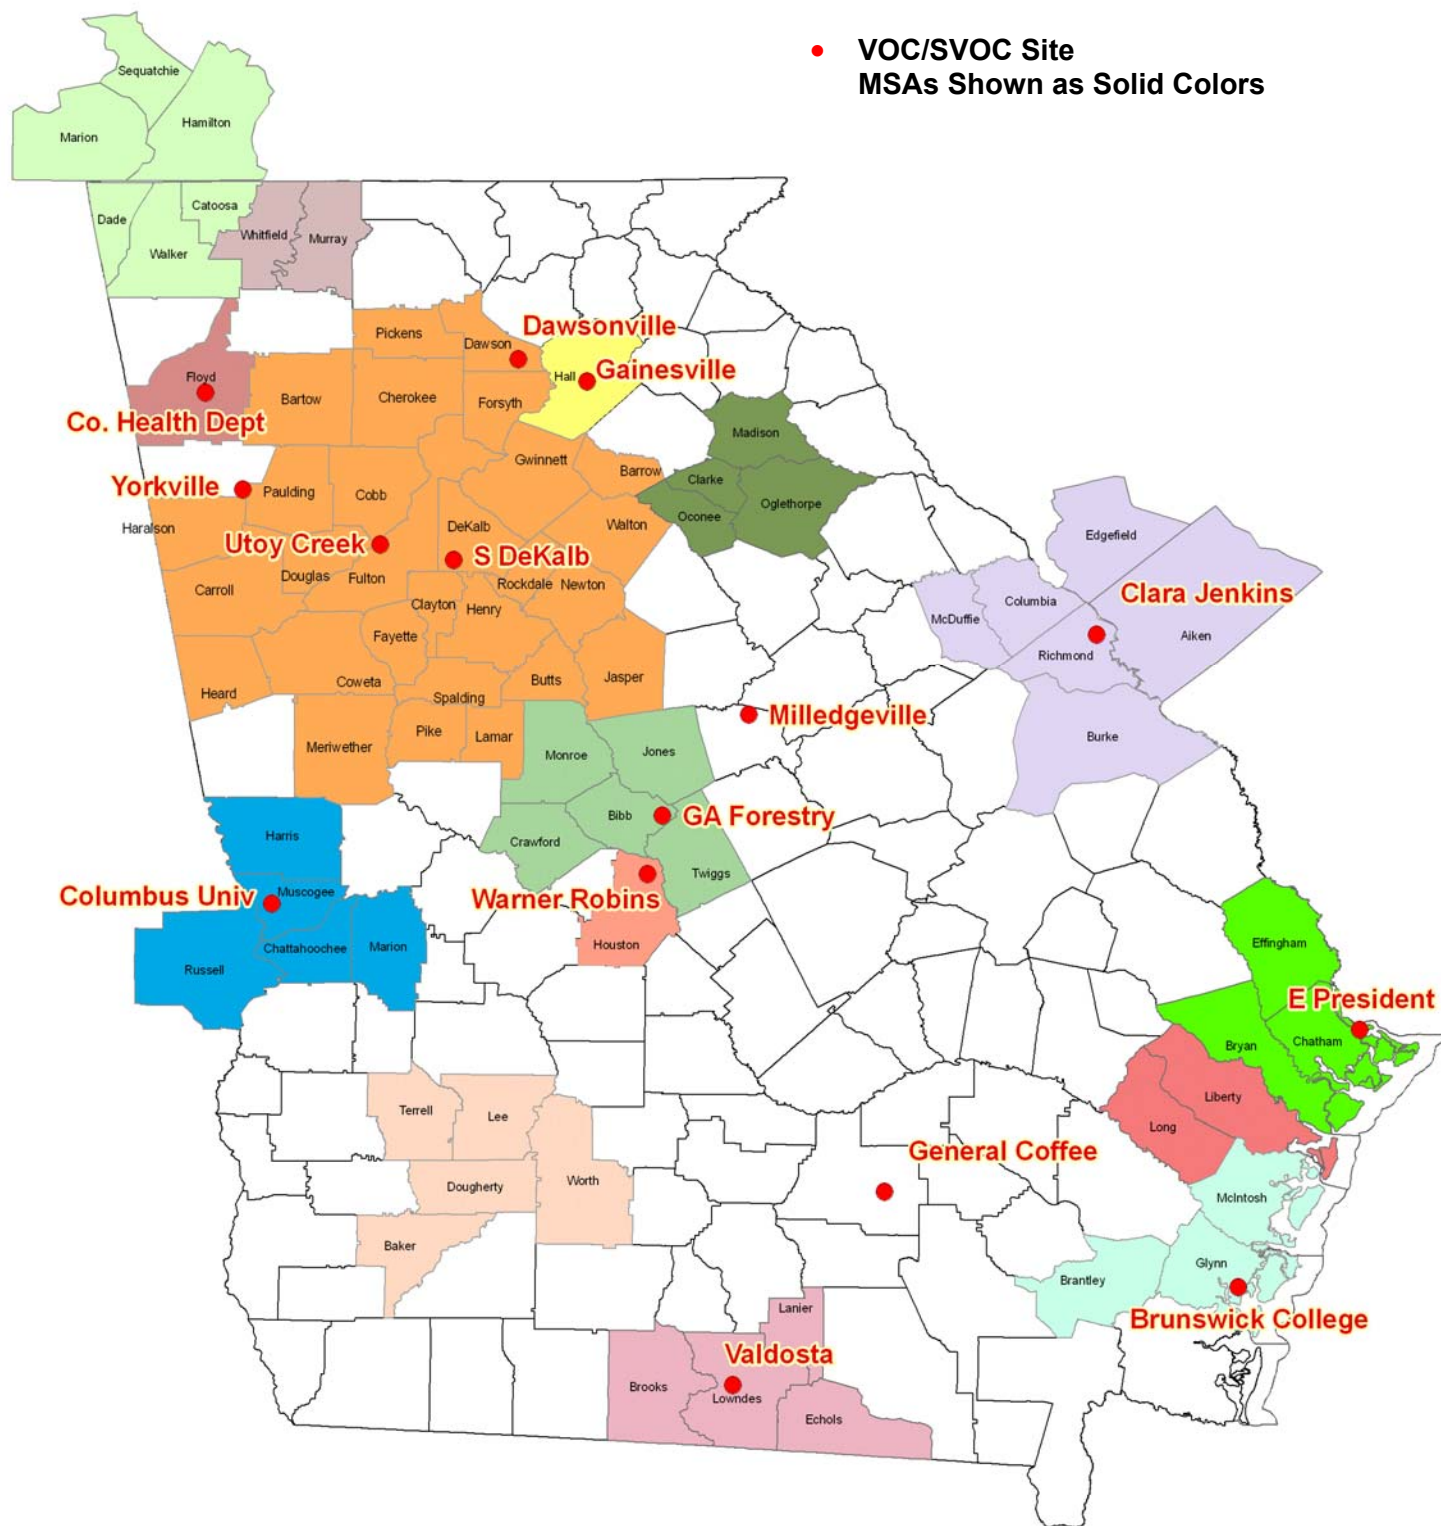 VOC/SVOC Site
MSAs Shown as Solid Colors
Sequatchie
Marion
Hamilton
Dade
Catoosa
Walker
Whitfield
Murray
Pickens
Dawsonville
Dawson
Gainesville
Hall
Floyd
Co. Health Dept
Bartow
Cherokee
Forsyth
Madison
Gwinnett
Barrow
Clarke
Oglethorpe
Oconee
Yorkville
Paulding
Cobb
Haralson
DeKalb
Walton
Utoy Creek
S DeKalb
Edgefield
Carroll
Douglas
Fulton
Rockdale
Newton
Clayton
Henry
Fayette
Columbia
McDuffie
Clara Jenkins
Aiken
Richmond
Heard
Coweta
Spalding
Butts
Jasper
Milledgeville
Meriwether
Pike
Lamar
Monroe
Jones
Burke
Harris
Bibb
GA Forestry
Crawford
Twiggs
Columbus Univ
Muscogee
Warner Robins
Chattahoochee
Marion
Houston
Russell
Effingham
E President
Bryan
Chatham
Terrell
Lee
Liberty
Long
General Coffee
Worth
Dougherty
McIntosh
Baker
Glynn
Brantley
Brunswick College
Lanier
Valdosta
Brooks
Lowndes
Echols